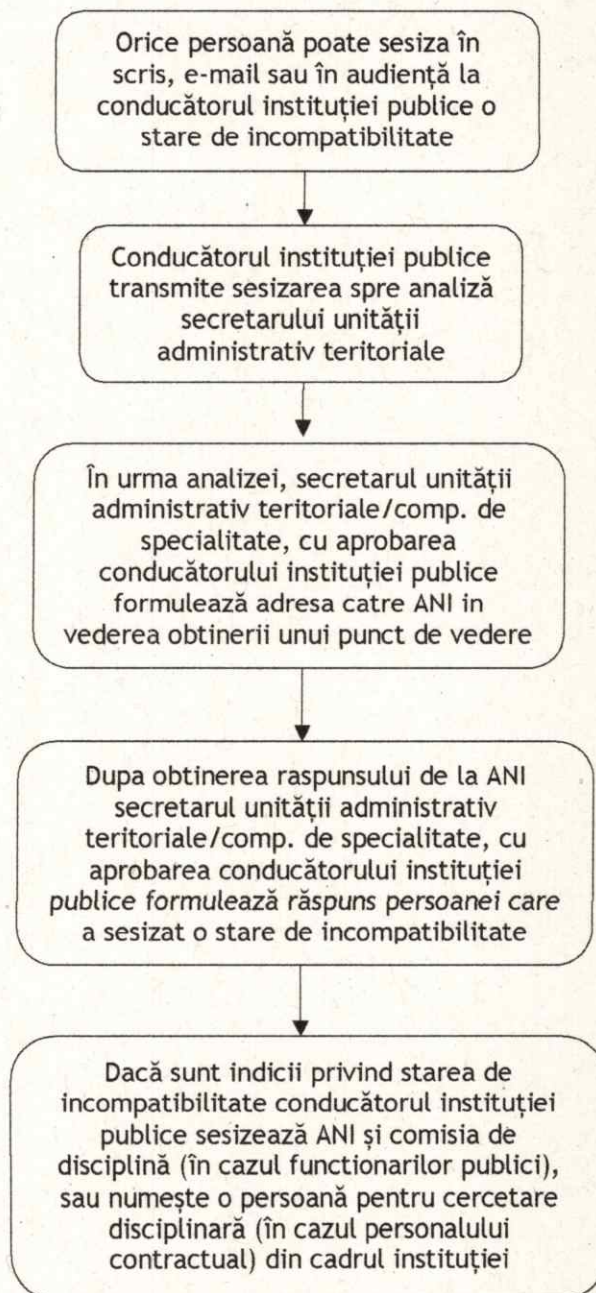 Orice persoană poate sesiza în
scris, e-mail sau în audiență la
conducătorul instituției publice o
stare de incompatibilitate
Conducătorul instituției publice
transmite sesizarea spre analiză
secretarului unității
administrativ teritoriale
În urma analizei, secretarul unității
administrativ teritoriale/comp. de
specialitate, cu aprobarea
conducătorului instituției publice
formulează adresa catre ANI in
vederea obtinerii unui punct de vedere
Dupa obtinerea raspunsului de la ANI
secretarul unității administrativ
teritoriale/comp. de specialitate, cu
aprobarea conducătorului instituției
publice formulează răspuns persoanei care
a sesizat o stare de incompatibilitate
Dacă sunt indicii privind starea de
incompatibilitate conducătorul instituției
publice sesizează ANI și comisia de
disciplină (în cazul functionarilor publici),
sau numește o persoană pentru cercetare
disciplinară (în cazul personalului
contractual) din cadrul instituției